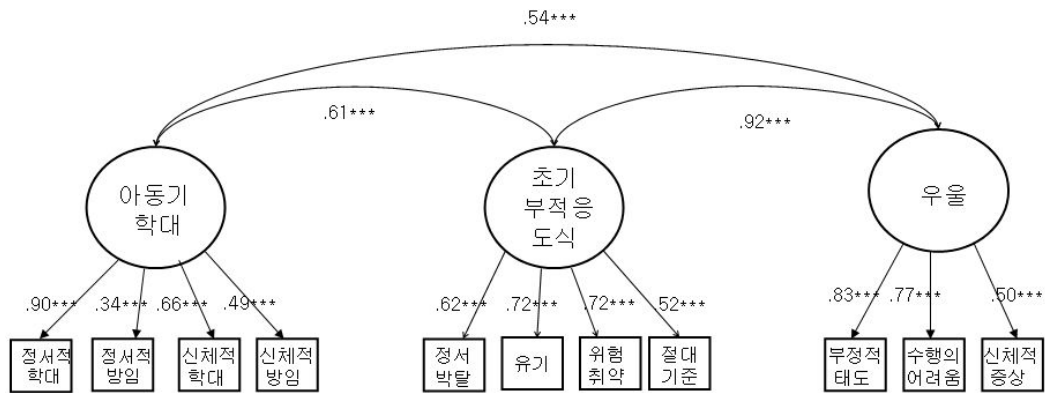 .54***
.61***
.92***
아동기
학대
초기
부적응
도식
우울
.90***
.34***
.66***
.49***
.62***
.72***
.72***
.52***
.83***
.77***
.50***
정서적
학대
정서적
방임
신체적
학대
신체적
방임
정서
박탈
유기
위험
취약
절대
기준
부정적
태도
수행의
어려움
신체적
증상